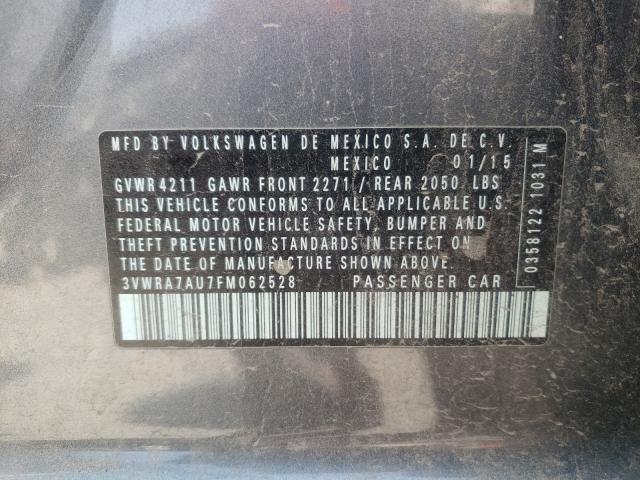 MFD BY VOLKSWAGEN DE MEXICO S.A. DE C.V.
MEXICO 01/15
GVWR 4211 GAWR FRONT 2271 / REAR 2050 LBS
THIS VEHICLE CONFORMS TO ALL APPLICABLE U.S.
FEDERAL MOTOR VEHICLE SAFETY, BUMPER AND
THEFT PREVENTION STANDARDS IN EFFECT ON
THE DATE OF MANUFACTURE SHOWN ABOVE.
3VWRA7AU7FM062528 PASSENGER CAR
0358122 1031 M